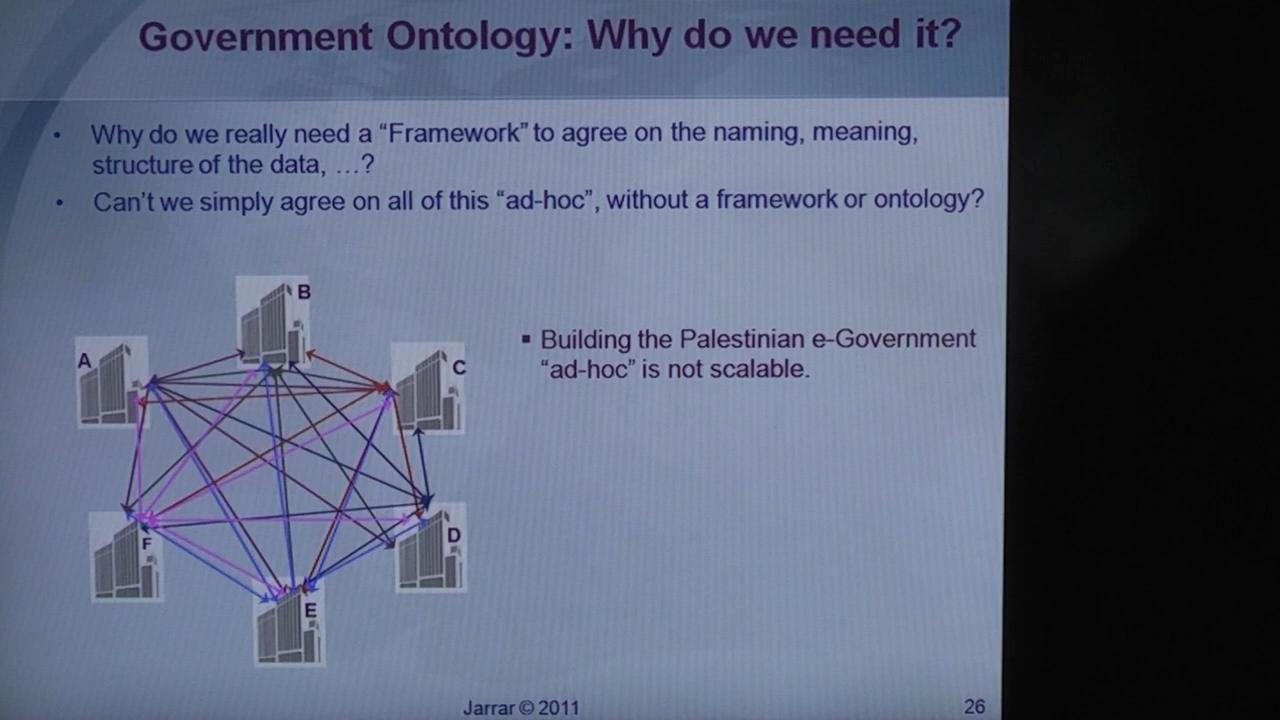 Government Ontology: Why do we need it?
• Why do we really need a “Framework” to agree on the naming, meaning,
structure of the data, …?
• Can’t we simply agree on all of this “ad-hoc”, without a framework or ontology?
B
A
C
▪ Building the Palestinian e-Government
“ad-hoc” is not scalable.
D
F
E
Jarrar © 2011
26